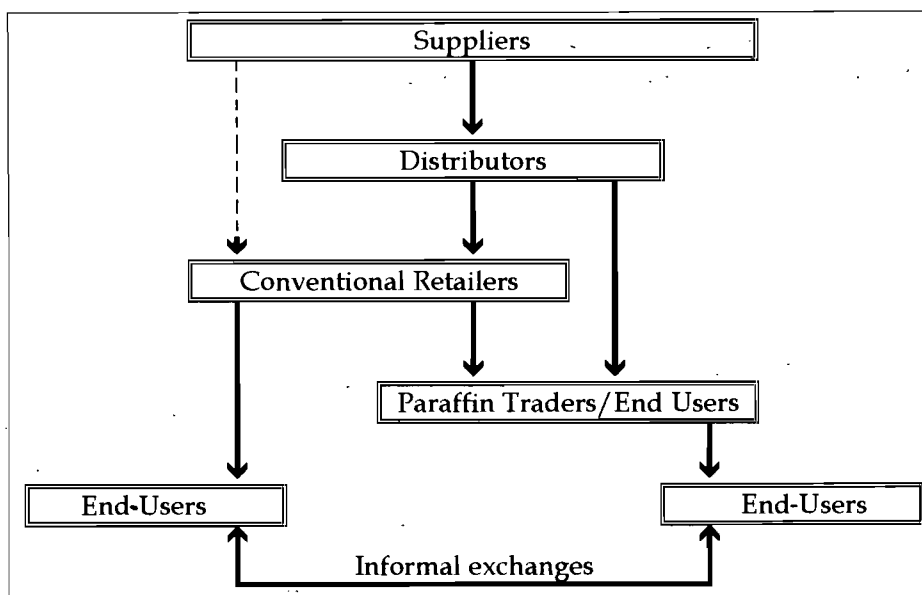 Suppliers
Distributors
Conventional Retailers
Paraffin Traders/End Users
End-Users
End-Users
Informal exchanges